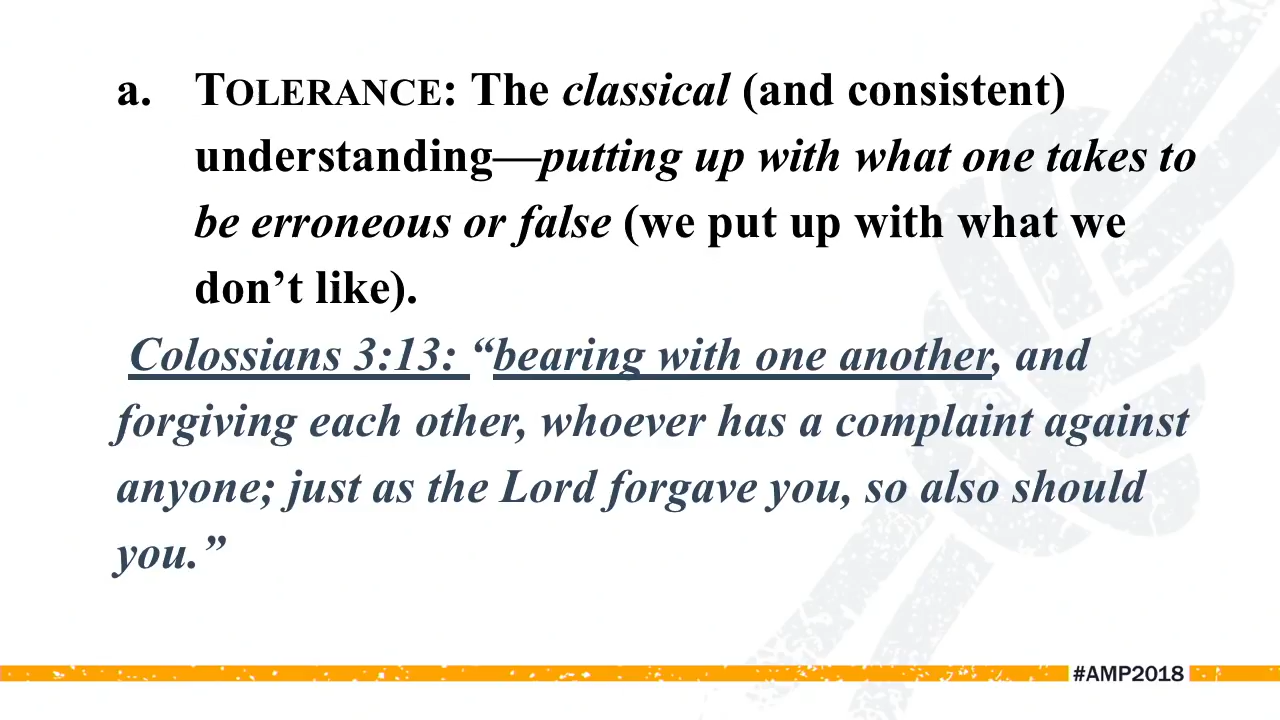 a. TOLERANCE: The classical (and consistent)
understanding—putting up with what one takes to
be erroneous or false (we put up with what we
don’t like).
Colossians 3:13: “bearing with one another, and
forgiving each other, whoever has a complaint against
anyone; just as the Lord forgave you, so also should
you.”
#AMP2018